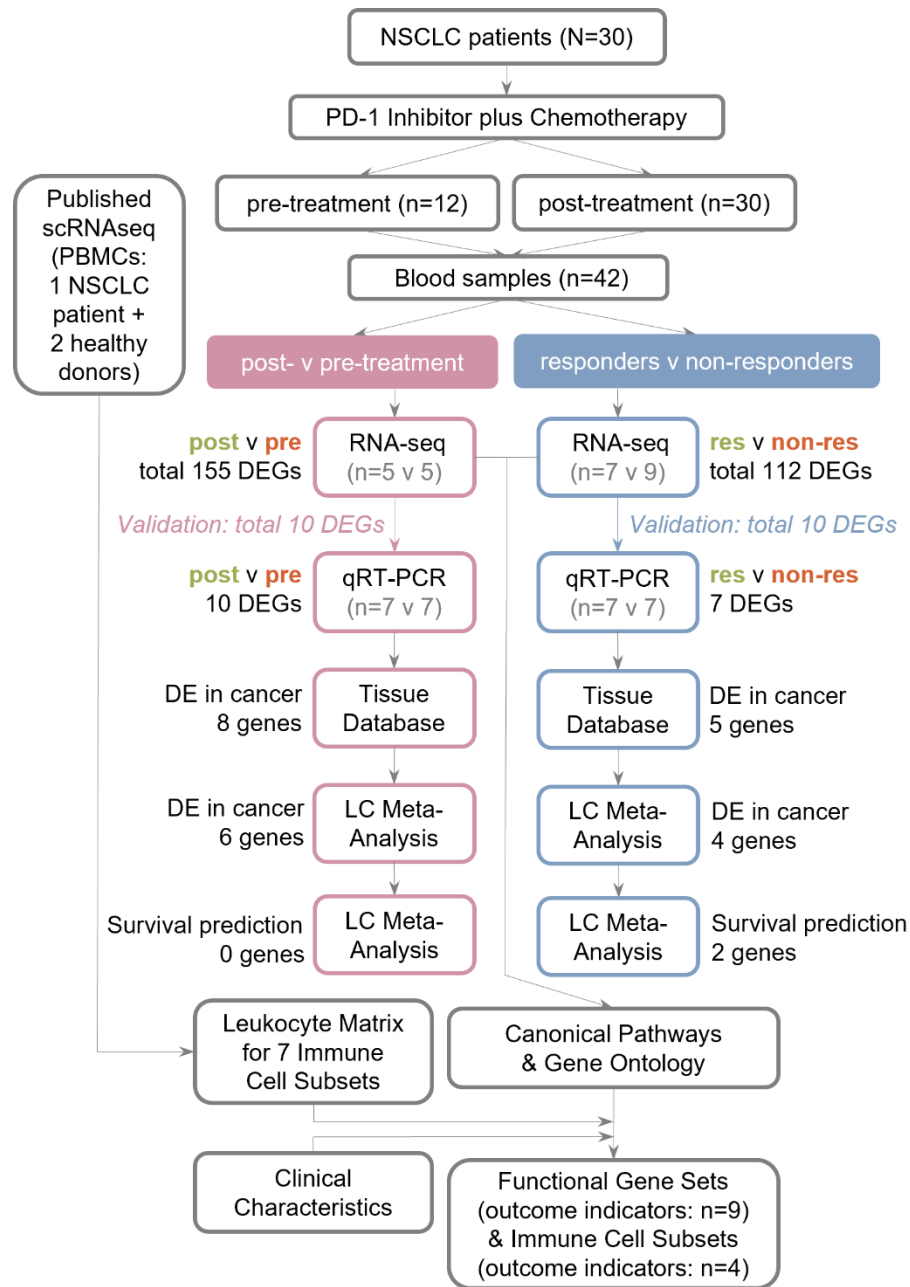 NSCLC patients (N=30)
PD-1 Inhibitor plus Chemotherapy
Published
scRNAseq
(PBMCs:
1 NSCLC
patient +
2 healthy
donors)
pre-treatment (n=12)
post-treatment (n=30)
Blood samples (n=42)
post- v pre-treatment
responders v non-responders
post v pre
total 155 DEGs
RNA-seq
(n=5 v 5)
RNA-seq
(n=7 v 9)
res v non-res
total 112 DEGs
Validation: total 10 DEGs
Validation: total 10 DEGs
post v pre
10 DEGs
qRT-PCR
(n=7 v 7)
qRT-PCR
(n=7 v 7)
res v non-res
7 DEGs
DE in cancer
8 genes
Tissue
Database
Tissue
Database
DE in cancer
5 genes
DE in cancer
6 genes
LC Meta-
Analysis
LC Meta-
Analysis
DE in cancer
4 genes
Survival prediction
0 genes
LC Meta-
Analysis
LC Meta-
Analysis
Survival prediction
2 genes
Leukocyte Matrix
for 7 Immune
Cell Subsets
Canonical Pathways
& Gene Ontology
Clinical
Characteristics
Functional Gene Sets
(outcome indicators: n=9)
& Immune Cell Subsets
(outcome indicators: n=4)